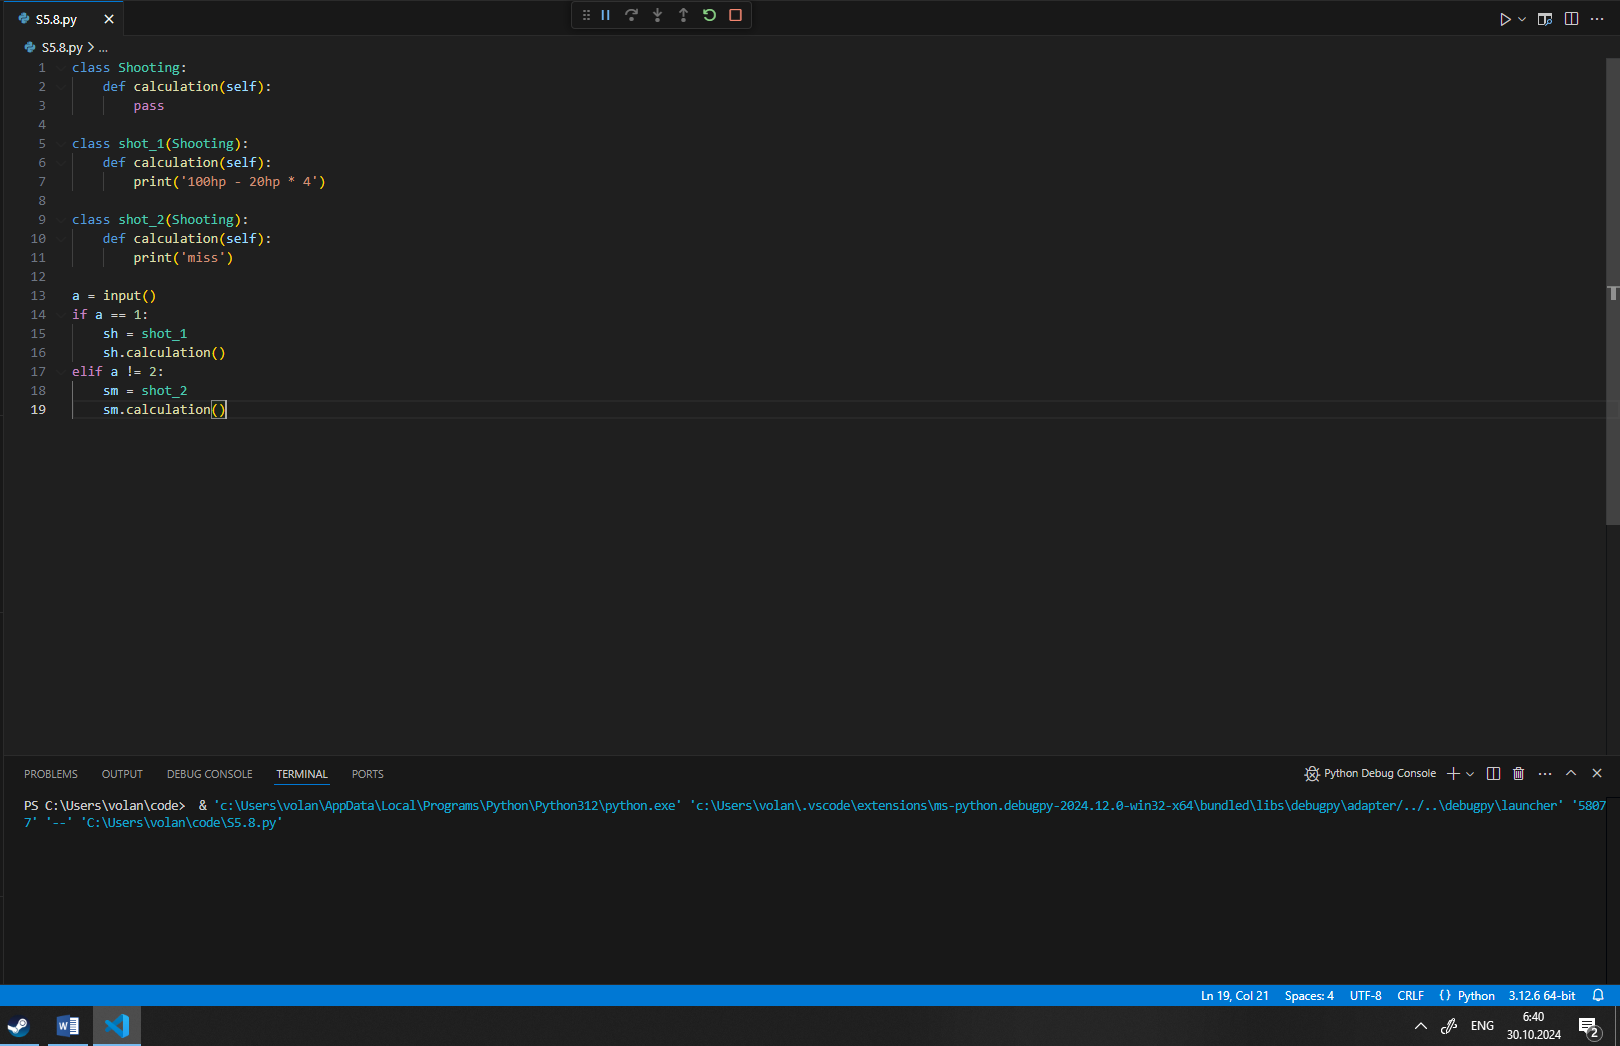 S5.8.py
S5.8.py > ...
1 class Shooting:
2     def calculation(self):
3         pass
4
5 class shot_1(Shooting):
6     def calculation(self):
7         print('100hp - 20hp * 4')
8
9 class shot_2(Shooting):
10     def calculation(self):
11         print('miss')
12
13 a = input()
14 if a == 1:
15     sh = shot_1
16     sh.calculation()
17 elif a != 2:
18     sm = shot_2
19     sm.calculation()
PROBLEMS OUTPUT DEBUG CONSOLE TERMINAL PORTS Python Debug Console
PS C:\Users\volan\code>  & 'c:\Users\volan\AppData\Local\Programs\Python\Python312\python.exe' 'c:\Users\volan\.vscode\extensions\ms-python.debugpy-2024.12.0-win32-x64\bundled\libs\debugpy\adapter/../..\debugpy\launcher' '5807
7' '--' 'C:\Users\volan\code\S5.8.py'
Ln 19, Col 21 Spaces: 4 UTF-8 CRLF {} Python 3.12.6 64-bit
ENG 6:40
30.10.2024 2